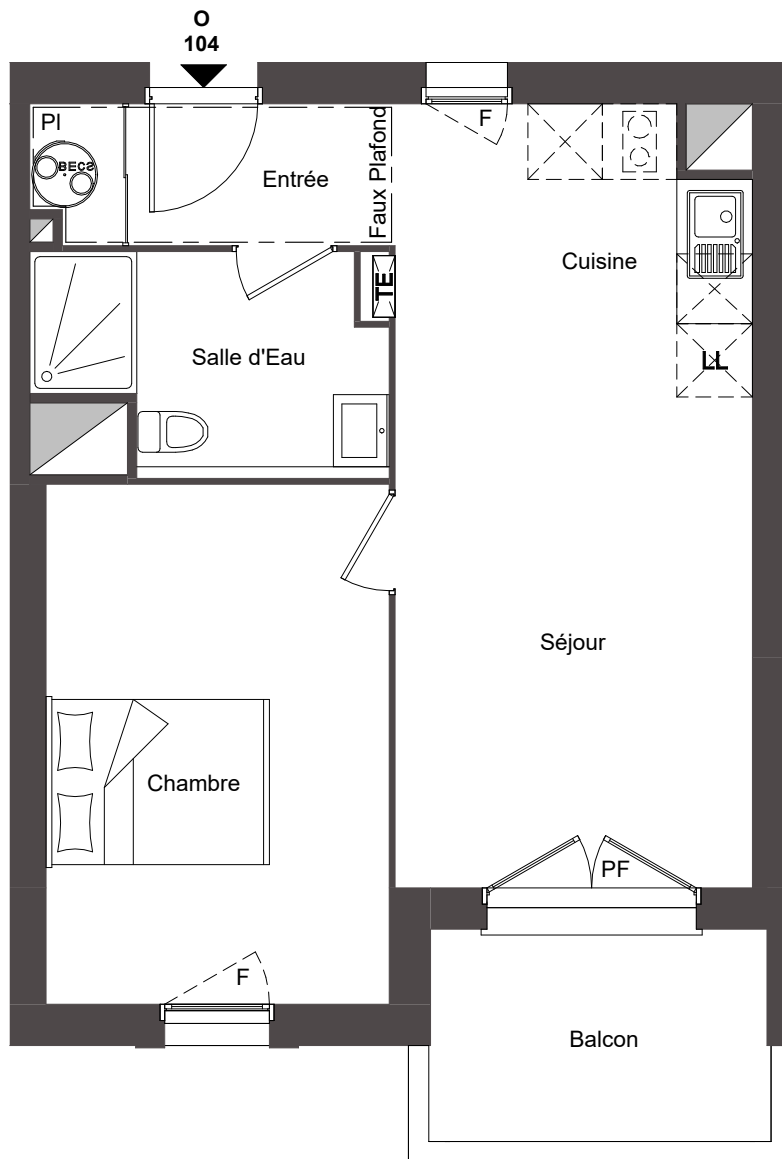 O
104
PI
BECS
Entrée
Faux Plafond
F
Cuisine
TE
Salle d'Eau
LL
Séjour
Chambre
PF
F
Balcon